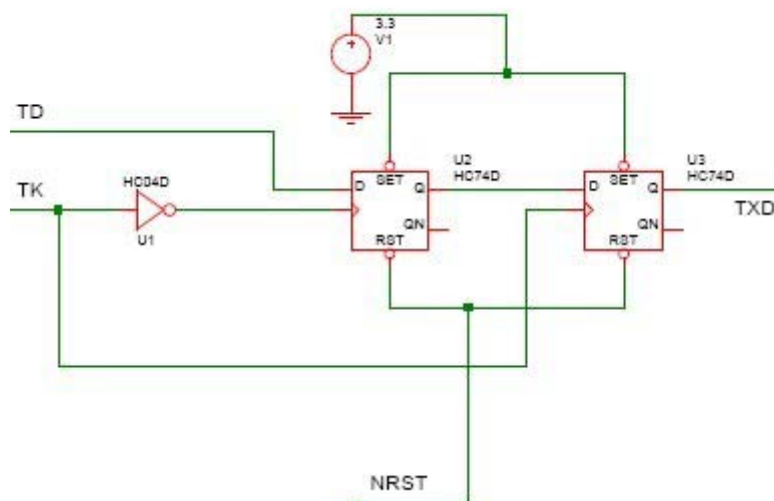 3.3
V1
TD
TK
HC04D
U1
U2
HC74D
D
SET
Q
QN
RST
U3
HC74D
D
SET
Q
QN
RST
TXD
NRST